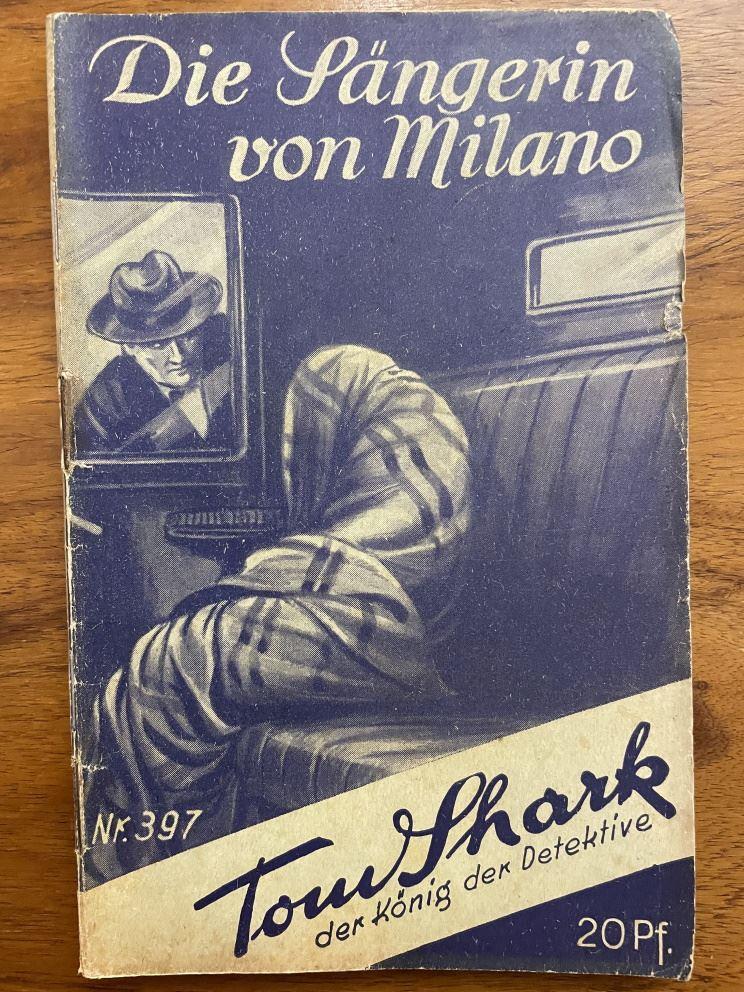 Die Sängerin
von Milano
Nr. 397
Tom Shark
der König der Detektive
20 Pf.